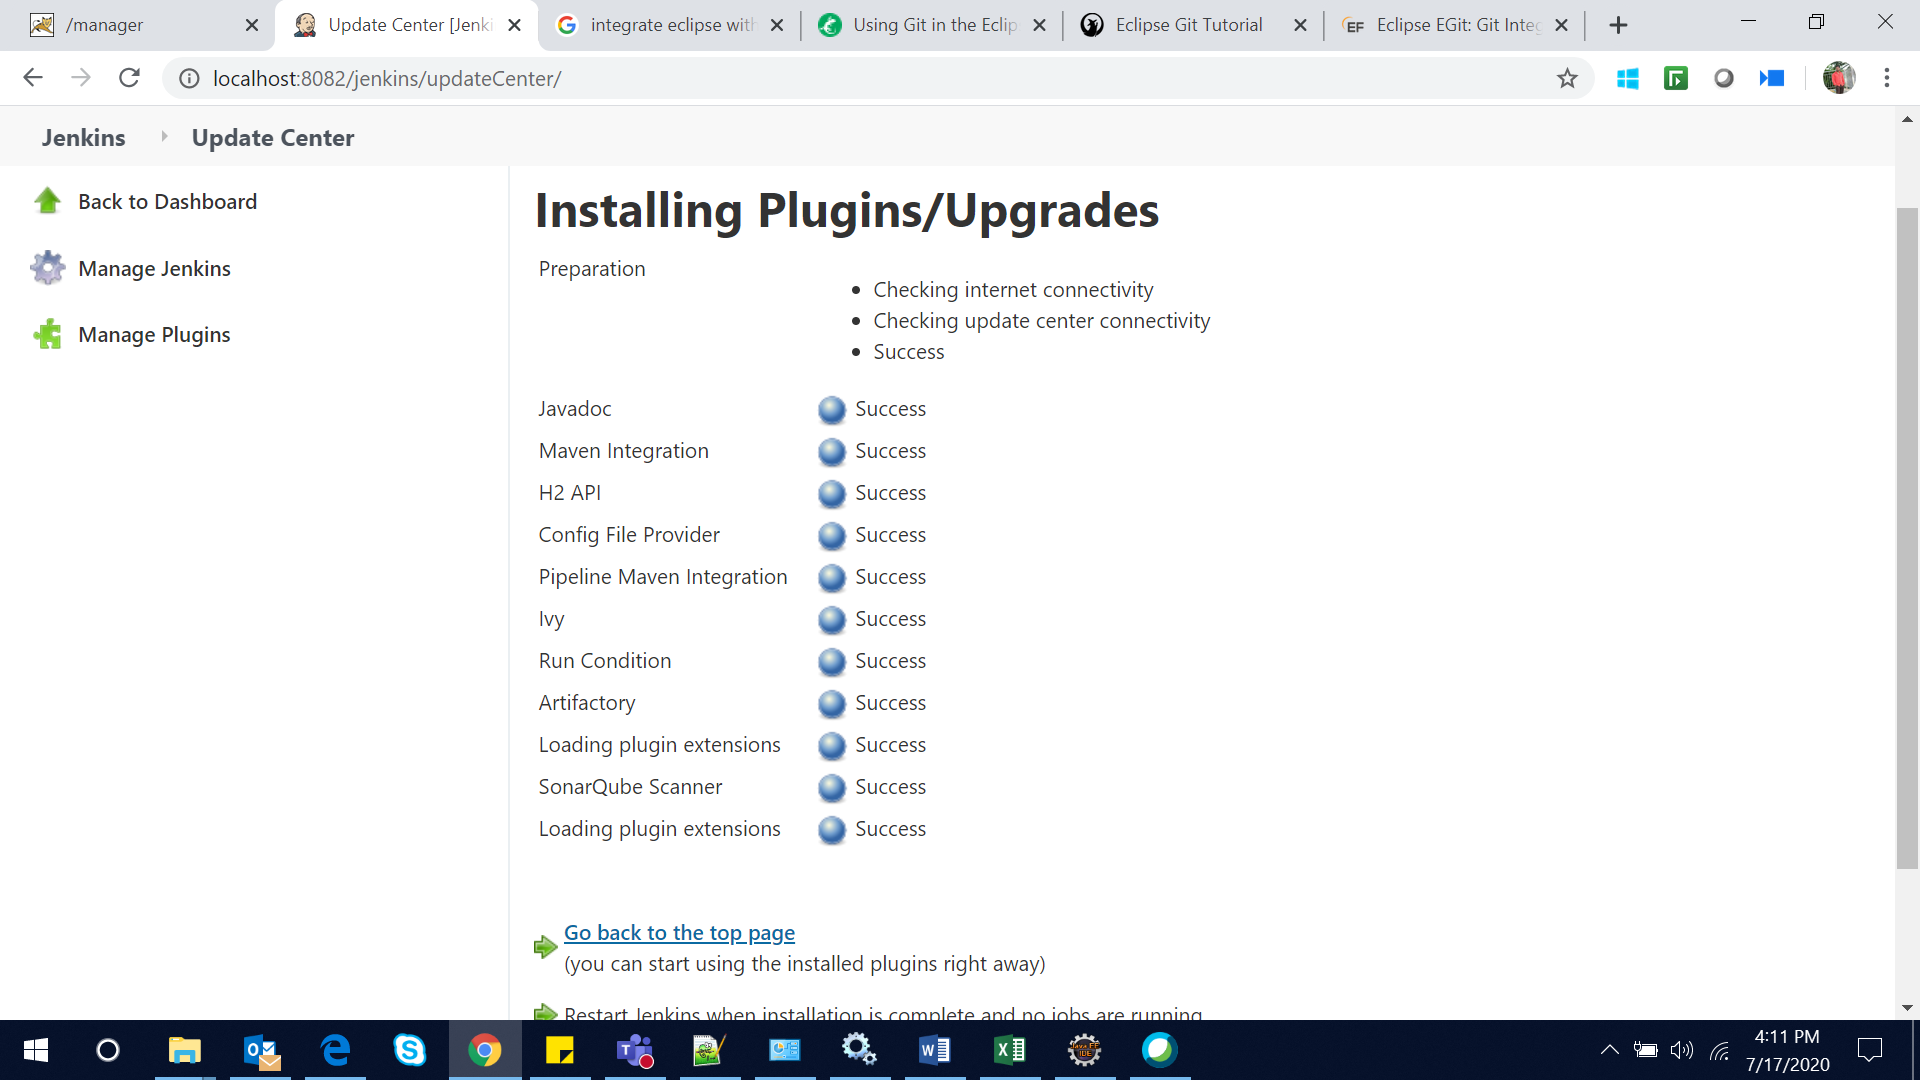 /manager
Update Center [Jenki
integrate eclipse with
Using Git in the Eclip
Eclipse Git Tutorial
EF
Eclipse EGit: Git Integ
localhost:8082/jenkins/updateCenter/
Jenkins
Update Center
Back to Dashboard
Manage Jenkins
Manage Plugins
Installing Plugins/Upgrades
Preparation
Checking internet connectivity
Checking update center connectivity
Success
Javadoc Success
Maven Integration Success
H2 API Success
Config File Provider Success
Pipeline Maven Integration Success
Ivy Success
Run Condition Success
Artifactory Success
Loading plugin extensions Success
SonarQube Scanner Success
Loading plugin extensions Success
Go back to the top page
(you can start using the installed plugins right away)
Restart Jenkins when installation is complete and no jobs are running
Java EE
IDE
4:11 PM
7/17/2020